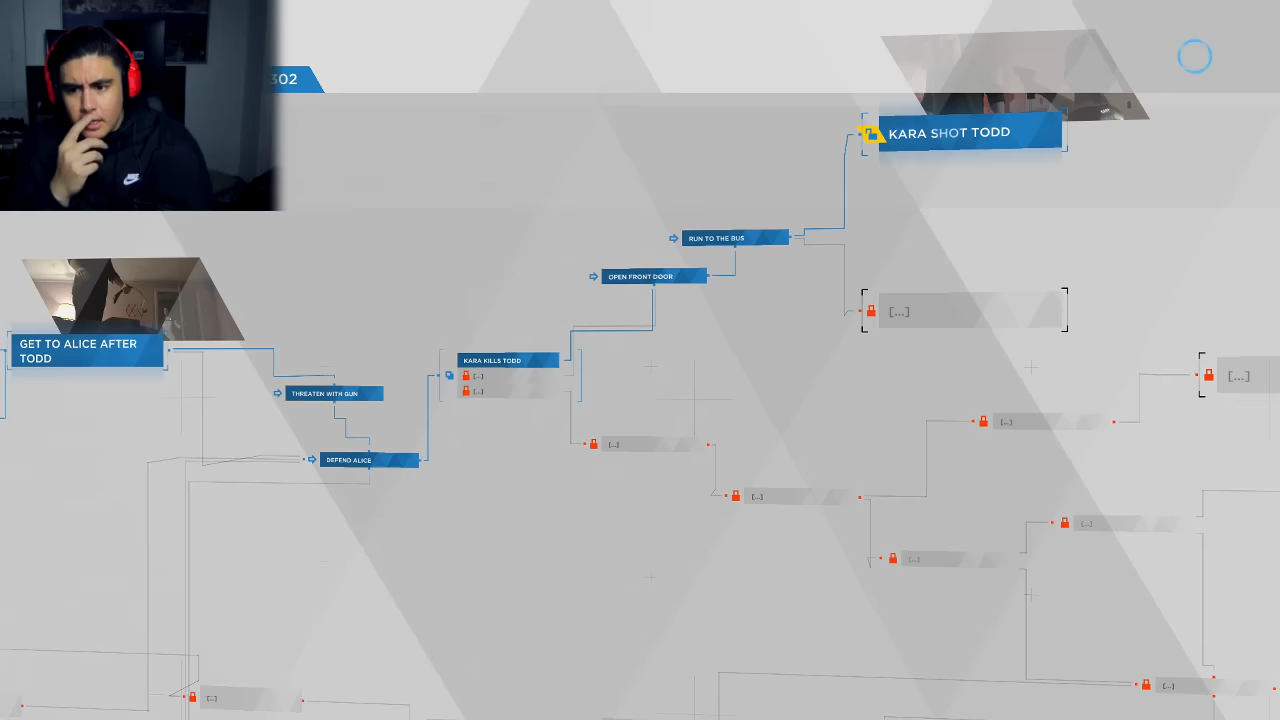 302
KARA SHOT TODD
RUN TO THE BUS
OPEN FRONT DOOR
[...]
GET TO ALICE AFTER
TODD
KARA KILLS TODD
[...]
[...]
[...]
THREATEN WITH GUN
[...]
[...]
DEFEND ALICE
[...]
[...]
[...]
[...]
[...]